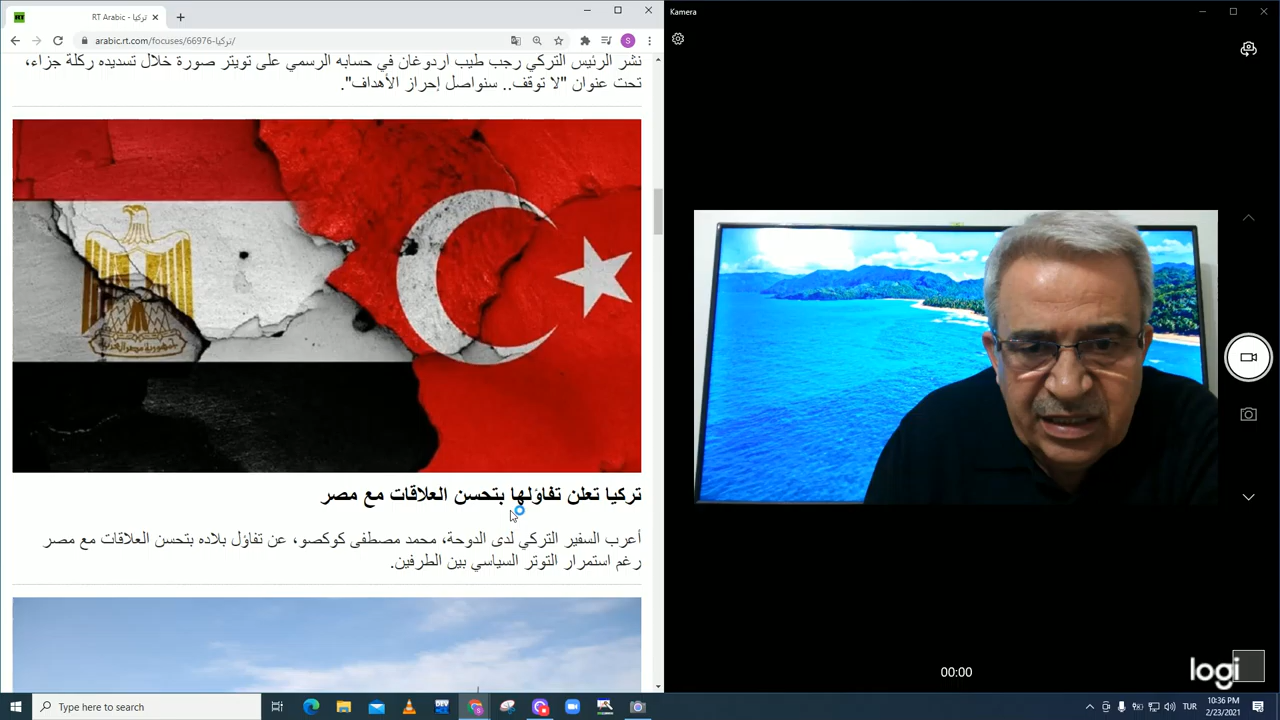 RT Arabic - تركيا
arabic.rt.com/focuses/66976-تركيا/
S
نشر الرئيس التركي رجب طيب أردوغان في حسابه الرسمي على تويتر صورة خلال تسديده ركلة جزاء،
تحت عنوان "لا توقف.. سنواصل إحراز الأهداف".
تركيا تعلن تفاؤلها بتحسن العلاقات مع مصر
أعرب السفير التركي لدى الدوحة، محمد مصطفى كوكصو، عن تفاؤل بلاده بتحسن العلاقات مع مصر
رغم استمرار التوتر السياسي بين الطرفين.
Kamera
00:00
logi
Type here to search
TUR
10:36 PM
2/23/2021